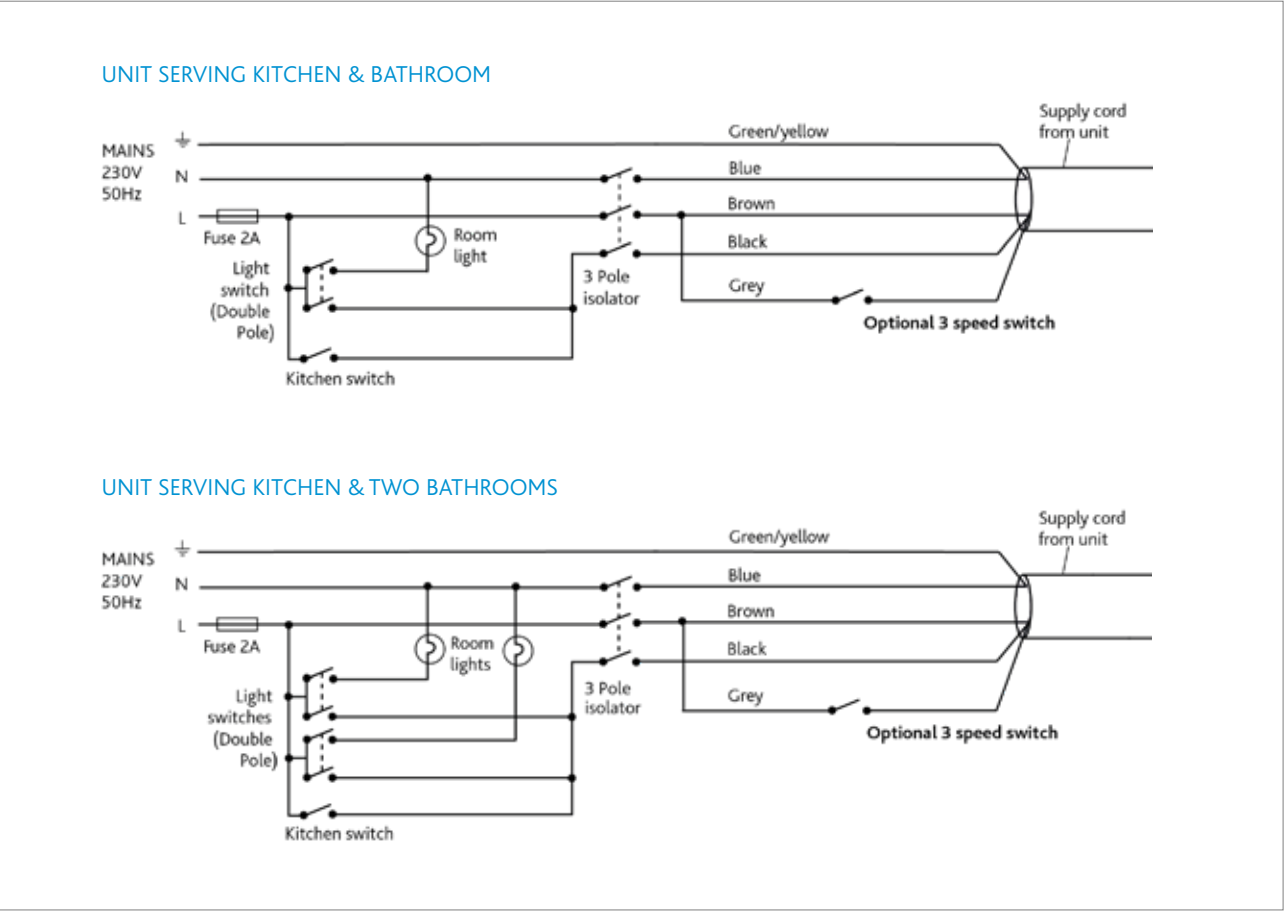 UNIT SERVING KITCHEN & BATHROOM
Supply cord
from unit
Green/yellow
MAINS
230V
50Hz
N
Blue
L
Brown
Fuse 2A
Room
light
Black
Light
switch
(Double
Pole)
3 Pole
isolator
Grey
Optional 3 speed switch
Kitchen switch
UNIT SERVING KITCHEN & TWO BATHROOMS
Supply cord
from unit
Green/yellow
MAINS
230V
50Hz
N
Blue
L
Brown
Fuse 2A
Room
lights
Black
Light
switches
(Double
Pole)
3 Pole
isolator
Grey
Optional 3 speed switch
Kitchen switch